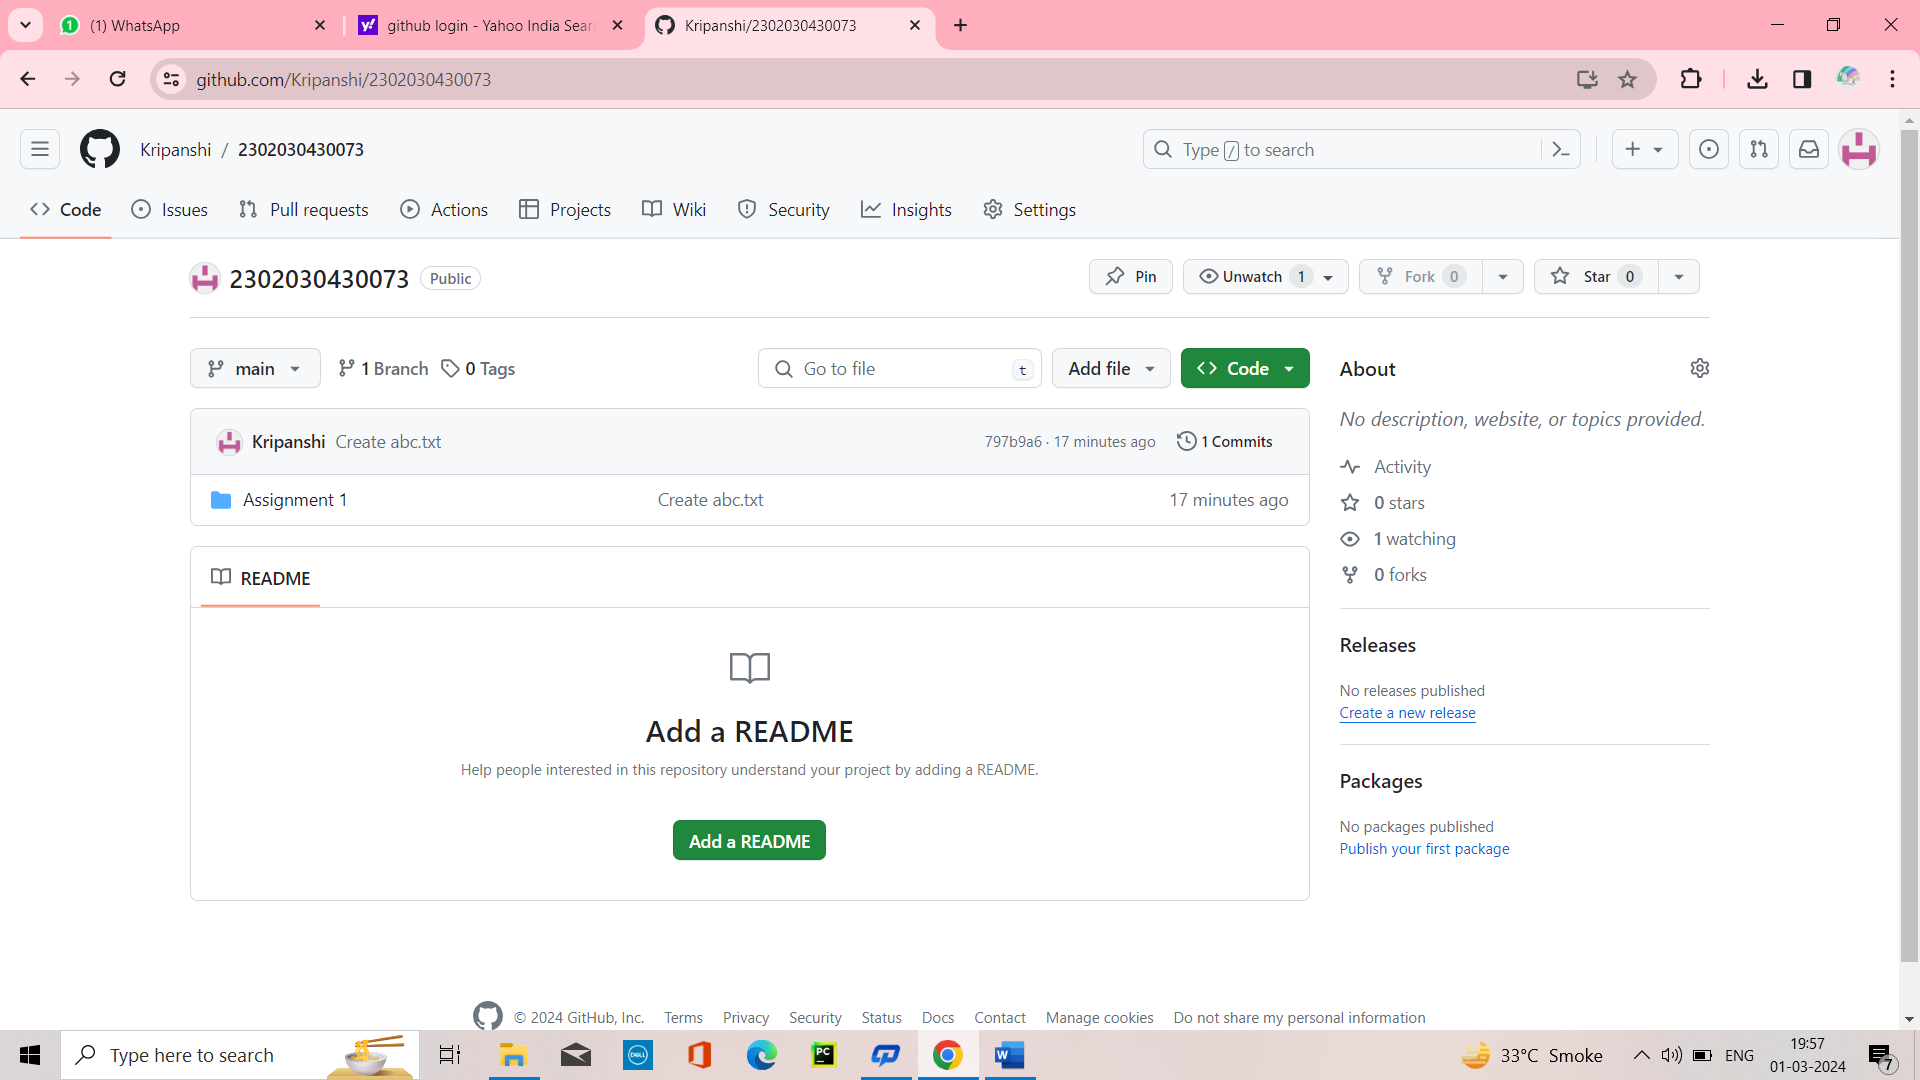 (1) WhatsApp
github login - Yahoo India Sear
Kripanshi/2302030430073
github.com/Kripanshi/2302030430073
Kripanshi / 2302030430073
Type / to search
Code
Issues
Pull requests
Actions
Projects
Wiki
Security
Insights
Settings
2302030430073 Public
Pin
Unwatch 1
Fork 0
Star 0
main
1 Branch
0 Tags
Go to file t
Add file
Code
Kripanshi Create abc.txt
797b9a6 · 17 minutes ago
1 Commits
Assignment 1 Create abc.txt 17 minutes ago
README
Add a README
Help people interested in this repository understand your project by adding a README.
Add a README
About
No description, website, or topics provided.
Activity
0 stars
1 watching
0 forks
Releases
No releases published
Create a new release
Packages
No packages published
Publish your first package
© 2024 GitHub, Inc. Terms Privacy Security Status Docs Contact Manage cookies Do not share my personal information
Type here to search
DELL
PC
W
33°C Smoke
ENG
19:57
01-03-2024
7